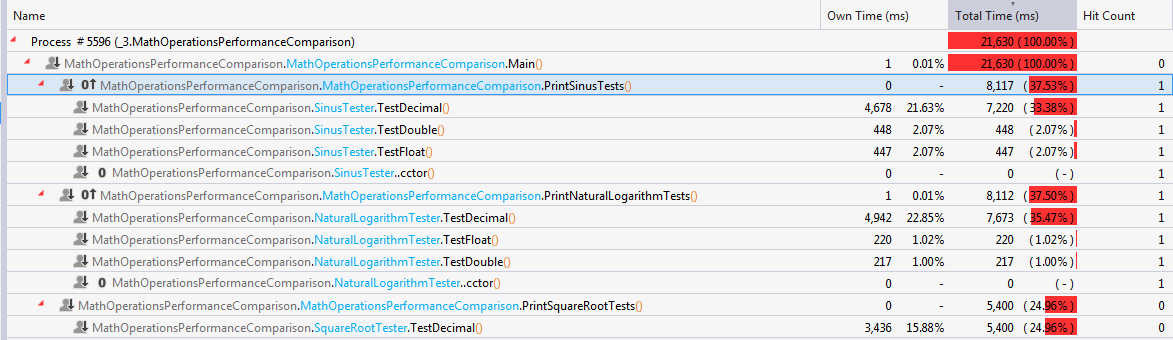 Name Own Time (ms) Total Time (ms) Hit Count
Process # 5596 (_3.MathOperationsPerformanceComparison) 21,630 (100.00%)
MathOperationsPerformanceComparison.MathOperationsPerformanceComparison.Main() 1 0.01% 21,630 (100.00%) 0
0 MathOperationsPerformanceComparison.MathOperationsPerformanceComparison.PrintSinusTests() 0 - 8,117 (37.53%) 1
MathOperationsPerformanceComparison.SinusTester.TestDecimal() 4,678 21.63% 7,220 (33.38%) 1
MathOperationsPerformanceComparison.SinusTester.TestDouble() 448 2.07% 448 (2.07%) 1
MathOperationsPerformanceComparison.SinusTester.TestFloat() 447 2.07% 447 (2.07%) 1
0 MathOperationsPerformanceComparison.SinusTester..cctor() 0 - 0 (-) 1
0 MathOperationsPerformanceComparison.MathOperationsPerformanceComparison.PrintNaturalLogarithmTests() 1 0.01% 8,112 (37.50%) 1
MathOperationsPerformanceComparison.NaturalLogarithmTester.TestDecimal() 4,942 22.85% 7,673 (35.47%) 1
MathOperationsPerformanceComparison.NaturalLogarithmTester.TestFloat() 220 1.02% 220 (1.02%) 1
MathOperationsPerformanceComparison.NaturalLogarithmTester.TestDouble() 217 1.00% 217 (1.00%) 1
0 MathOperationsPerformanceComparison.NaturalLogarithmTester..cctor() 0 - 0 (-) 1
MathOperationsPerformanceComparison.MathOperationsPerformanceComparison.PrintSquareRootTests() 0 - 5,400 (24.96%) 0
MathOperationsPerformanceComparison.SquareRootTester.TestDecimal() 3,436 15.88% 5,400 (24.96%) 0